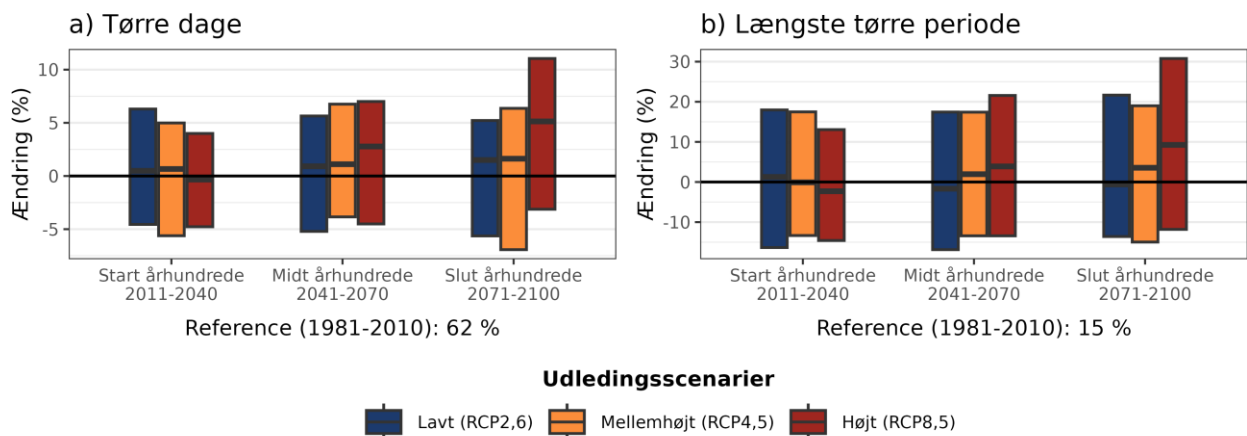 a) Tørre dage
Ændring (%)
10
5
0
-5
Start århundrede
2011-2040
Midt århundrede
2041-2070
Slut århundrede
2071-2100
Reference (1981-2010): 62 %
b) Længste tørre periode
Ændring (%)
30
20
10
0
-10
Start århundrede
2011-2040
Midt århundrede
2041-2070
Slut århundrede
2071-2100
Reference (1981-2010): 15 %
Udledingsscenarier
Lavt (RCP2,6)
Mellemhøjt (RCP4,5)
Højt (RCP8,5)